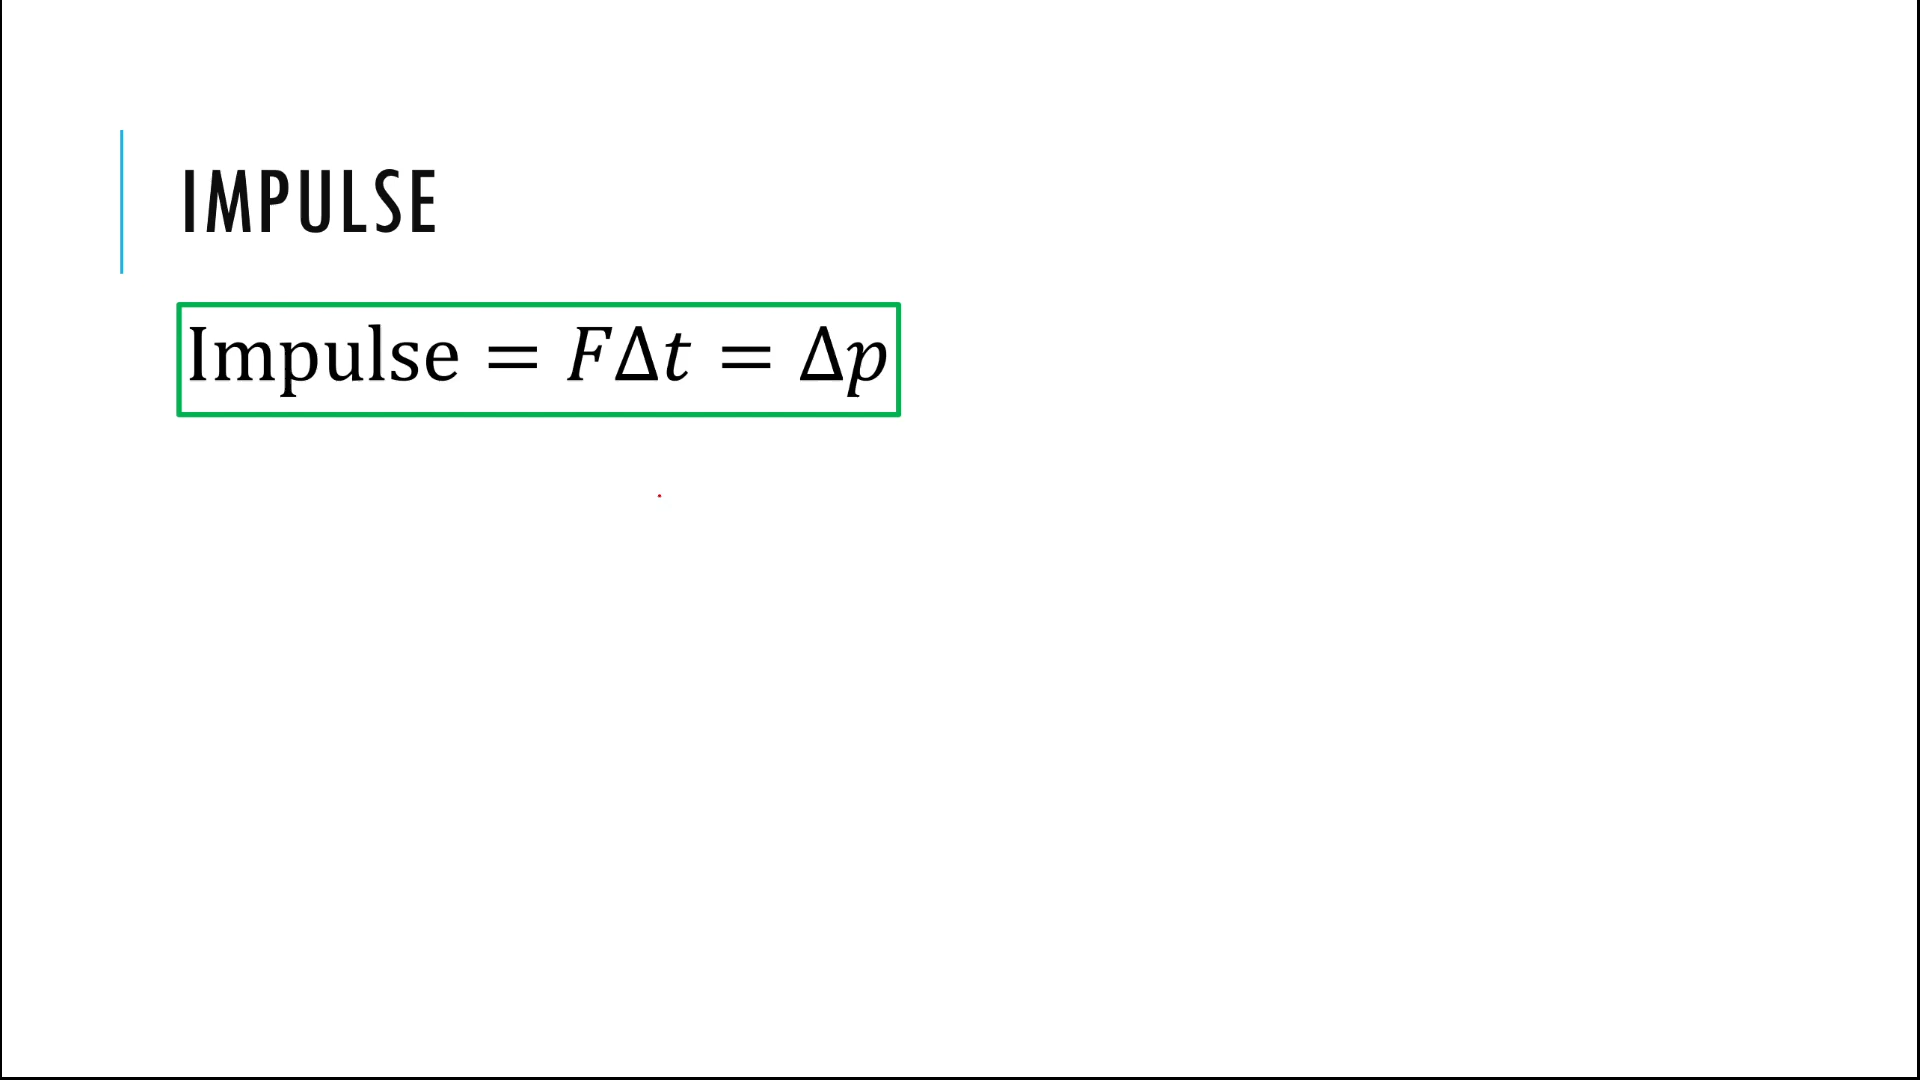 IMPULSE
Impulse = 𝐹Δ𝑡 = Δ𝑝